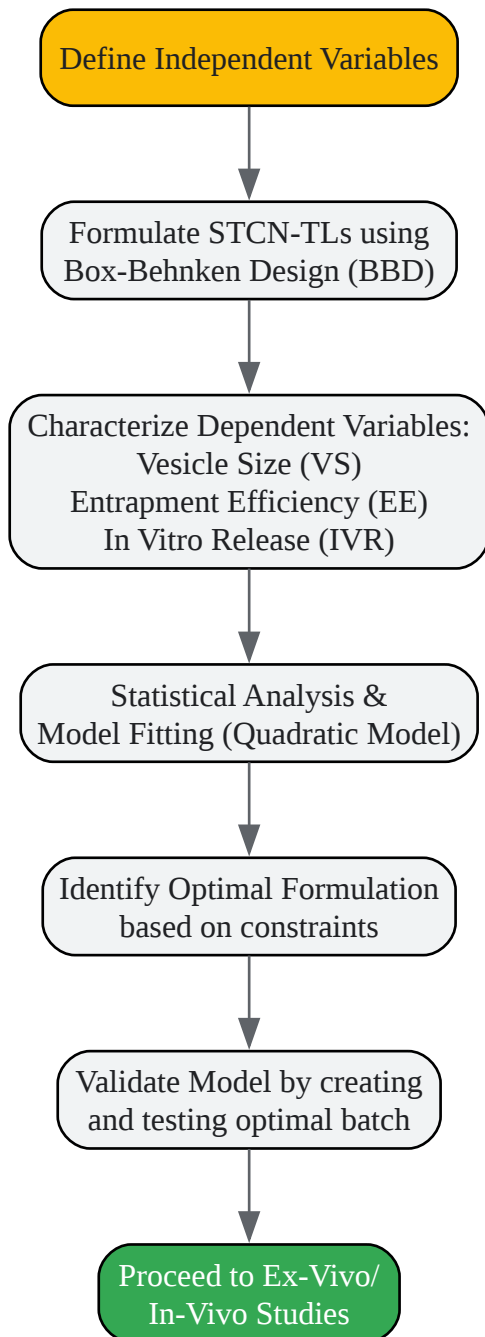 Define Independent Variables
Formulate STCN-TLs using
Box-Behnken Design (BBD)
Characterize Dependent Variables:
Vesicle Size (VS)
Entrapment Efficiency (EE)
In Vitro Release (IVR)
Statistical Analysis &
Model Fitting (Quadratic Model)
Identify Optimal Formulation
based on constraints
Validate Model by creating
and testing optimal batch
Proceed to Ex-Vivo/
In-Vivo Studies